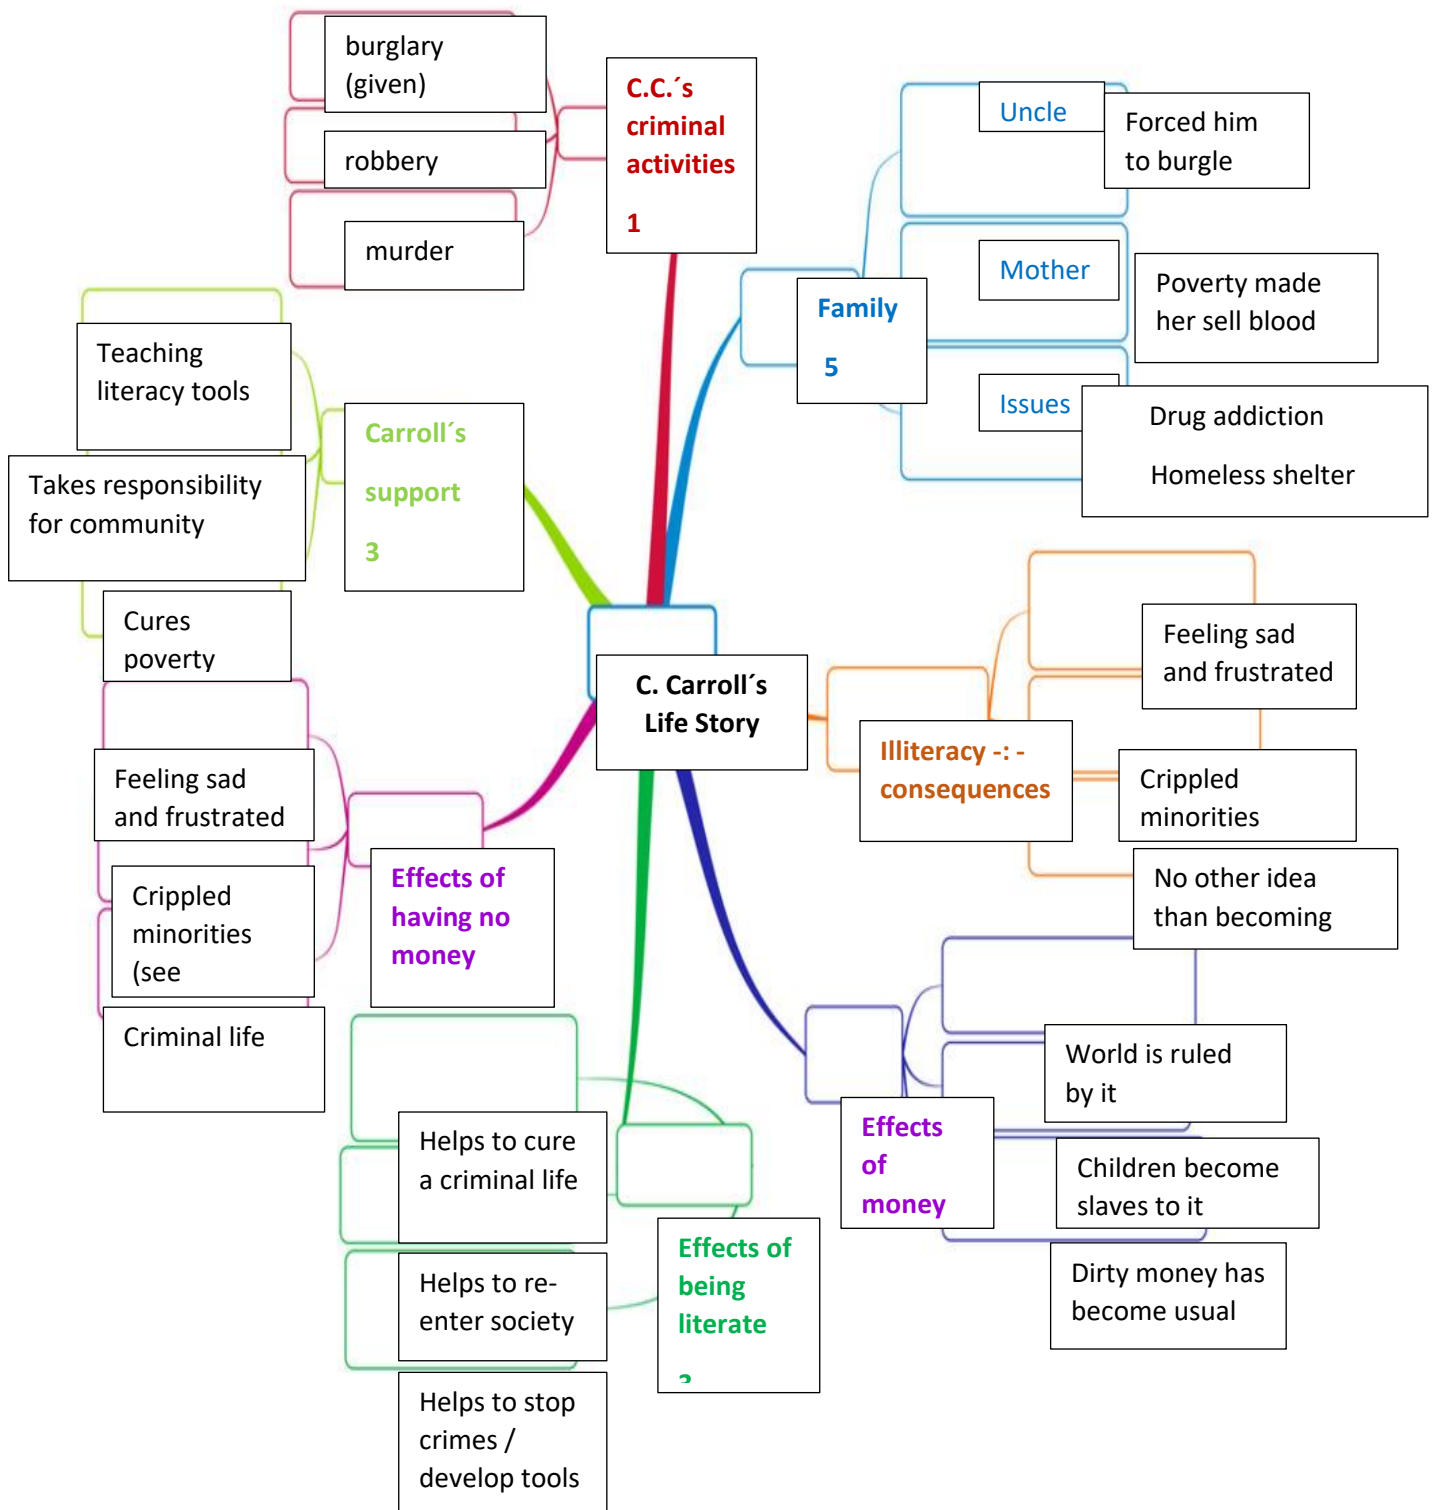 burglary
(given)
robbery
murder
C.C.´s
criminal
activities
1
Uncle
Forced him
to burgle
Mother
Poverty made
her sell blood
Family
5
Issues
Drug addiction
Homeless shelter
Teaching
literacy tools
Takes responsibility
for community
Cures
poverty
Carroll´s
support
3
C. Carroll´s
Life Story
Feeling sad
and frustrated
Illiteracy -: -
consequences
Crippled
minorities
No other idea
than becoming
Feeling sad
and frustrated
Crippled
minorities
(see
Criminal life
Effects of
having no
money
World is ruled
by it
Effects
of
money
Children become
slaves to it
Dirty money has
become usual
Helps to cure
a criminal life
Helps to re-
enter society
Helps to stop
crimes /
develop tools
Effects of
being
literate